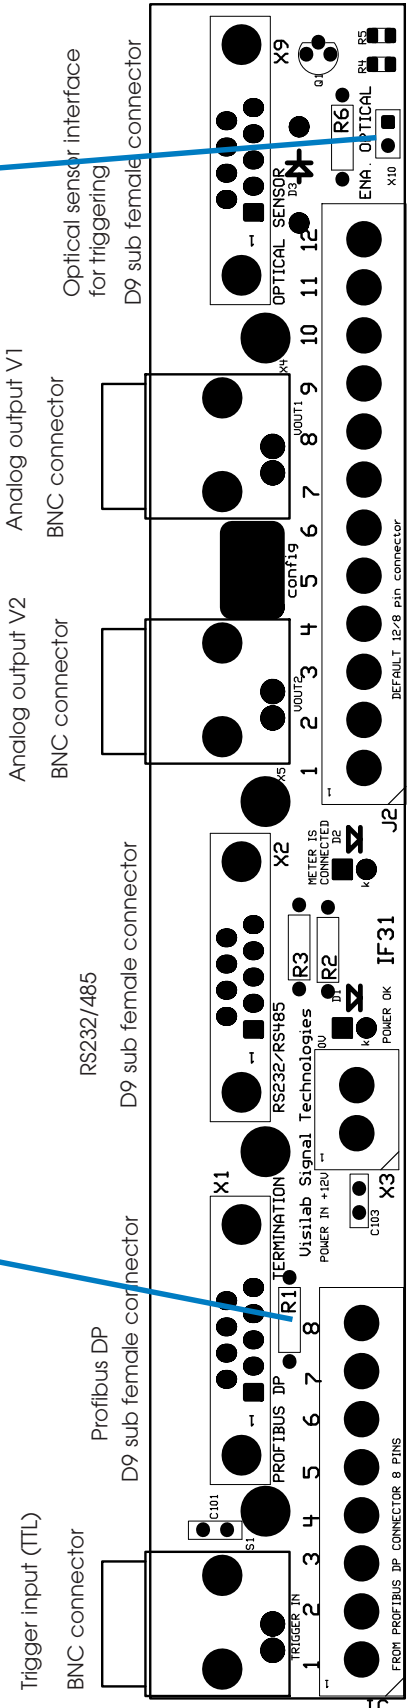 Optical sensor interface
for triggering
D9 sub female connector
Analog output V1
BNC connector
Analog output V2
BNC connector
RS232/485
D9 sub female connector
Profibus DP
D9 sub female connector
Trigger input (TTL)
BNC connector
X9
Q1
R5
R4
R6
ENA. OPTICAL
X10
D3
OPTICAL SENSOR
1
X4
VOUT1
config
VOUT2
X5
12
11
10
9
8
7
6
5
4
3
2
1
DEFAULT 12/8 pin connector
1
J2
X2
METER IS
CONNECTED
D2
k
R3
R2
IF31
D1
0V
k
POWER OK
1
RS232/RS485
Visilab Signal Technologies
POWER IN +12V
1
X3
C103
X1
TERMINATION
R1
1
PROFIBUS DP
C101
S1
TRIGGER IN
8
7
6
5
4
3
2
1
FROM PROFIBUS DP CONNECTOR 8 PINS
1